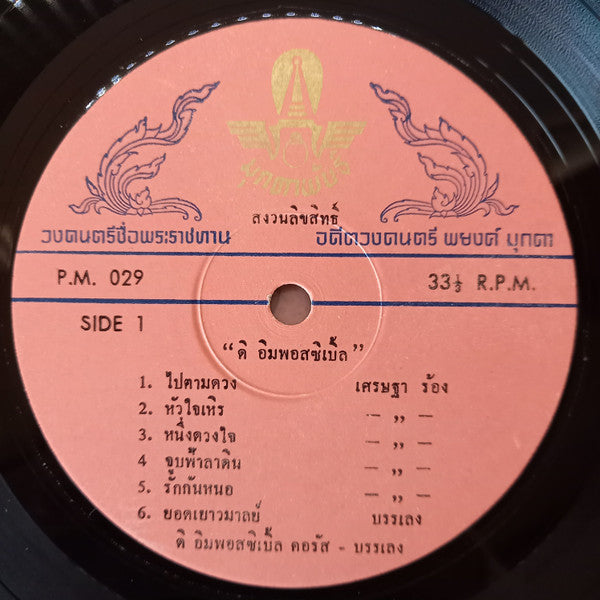 มุกดาพันธ์
สงวนลิขสิทธิ์
วงดนตรีชื่อพระราชทาน อดีตวงดนตรี พยงค์ มุกดา
P.M. 029 33⅓ R.P.M.
SIDE 1
“ ดิ อิมพอสซิเบิ้ล ”
1. ไปตามดวง เศรษฐา ร้อง
2. หัวใจเหิร — ,, —
3. หนึ่งดวงใจ — ,, —
4 จูบฟ้าลาดิน — ,, —
5. รักกันหนอ — ,, —
6. ยอดเยาวมาลย์ บรรเลง
ดิ อิมพอสซิเบิ้ล คอรัส - บรรเลง